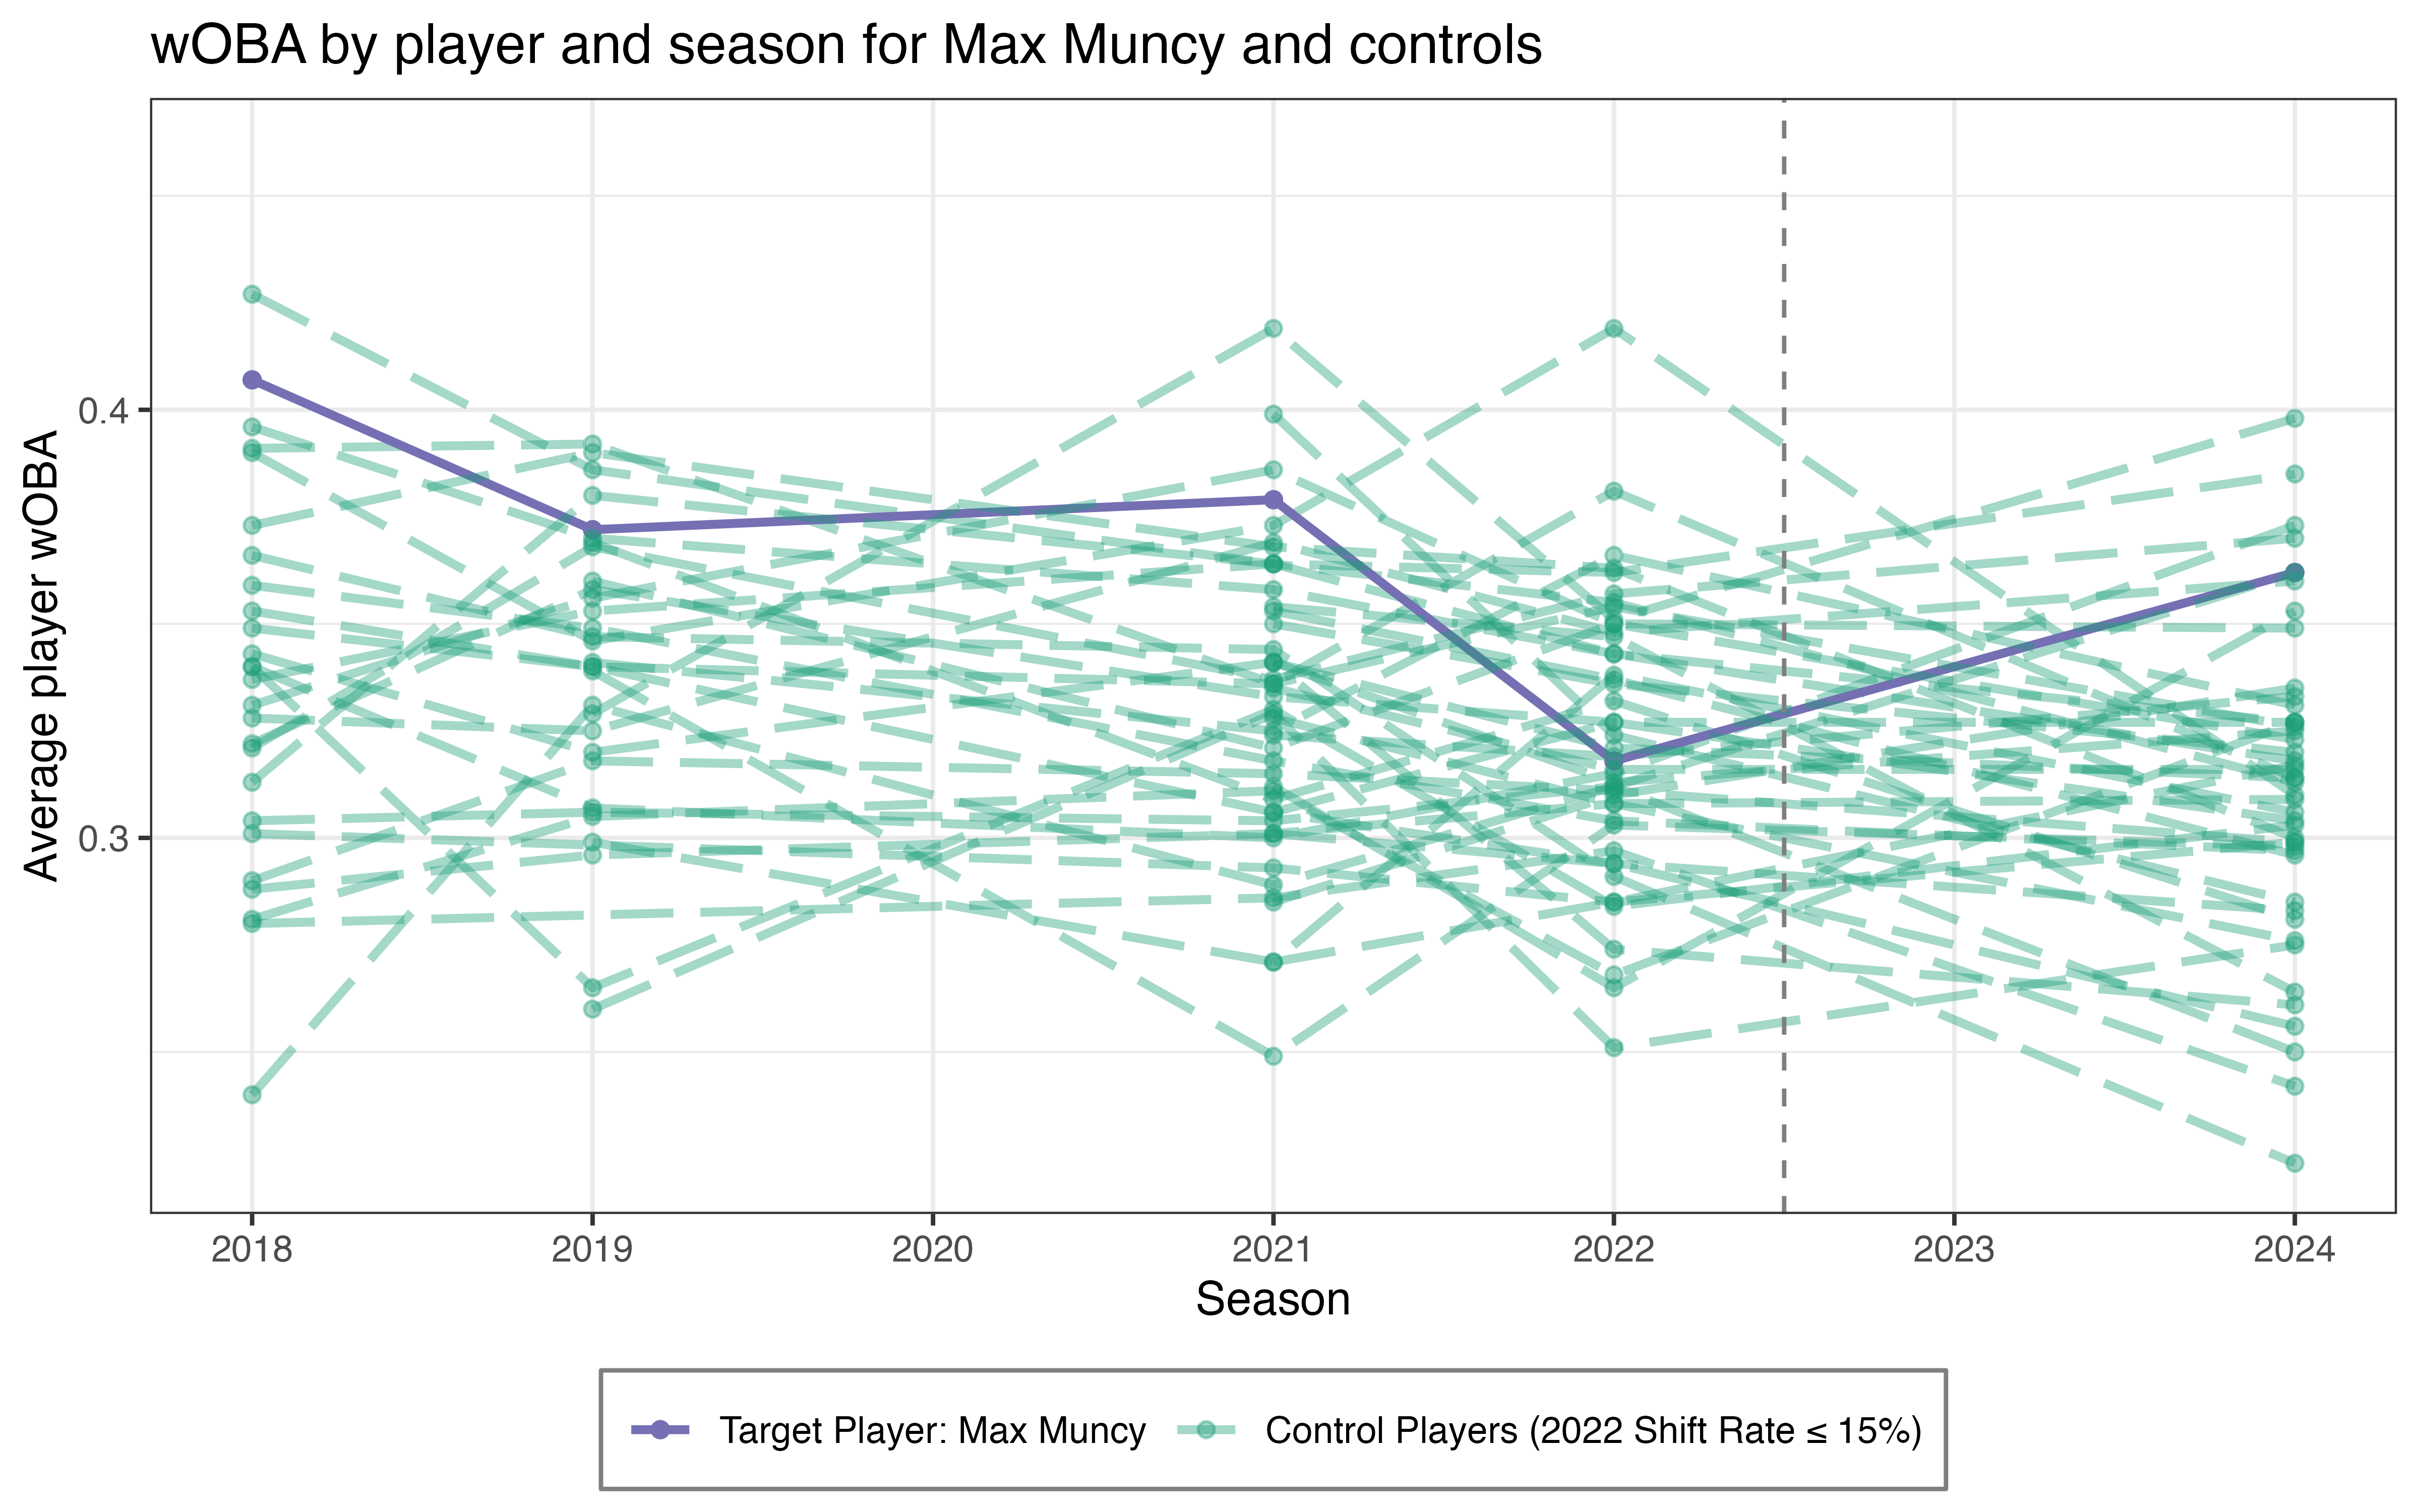 wOBA by player and season for Max Muncy and controls
Average player wOBA
0.4
0.3
2018 2019 2020 2021 2022 2023 2024
Season
Target Player: Max Muncy Control Players (2022 Shift Rate ≤ 15%)